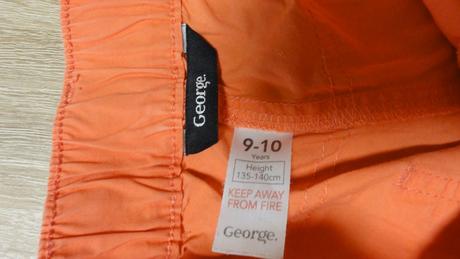 George.
9-10
Years
Height
135-140cm
KEEP AWAY
FROM FIRE
George.